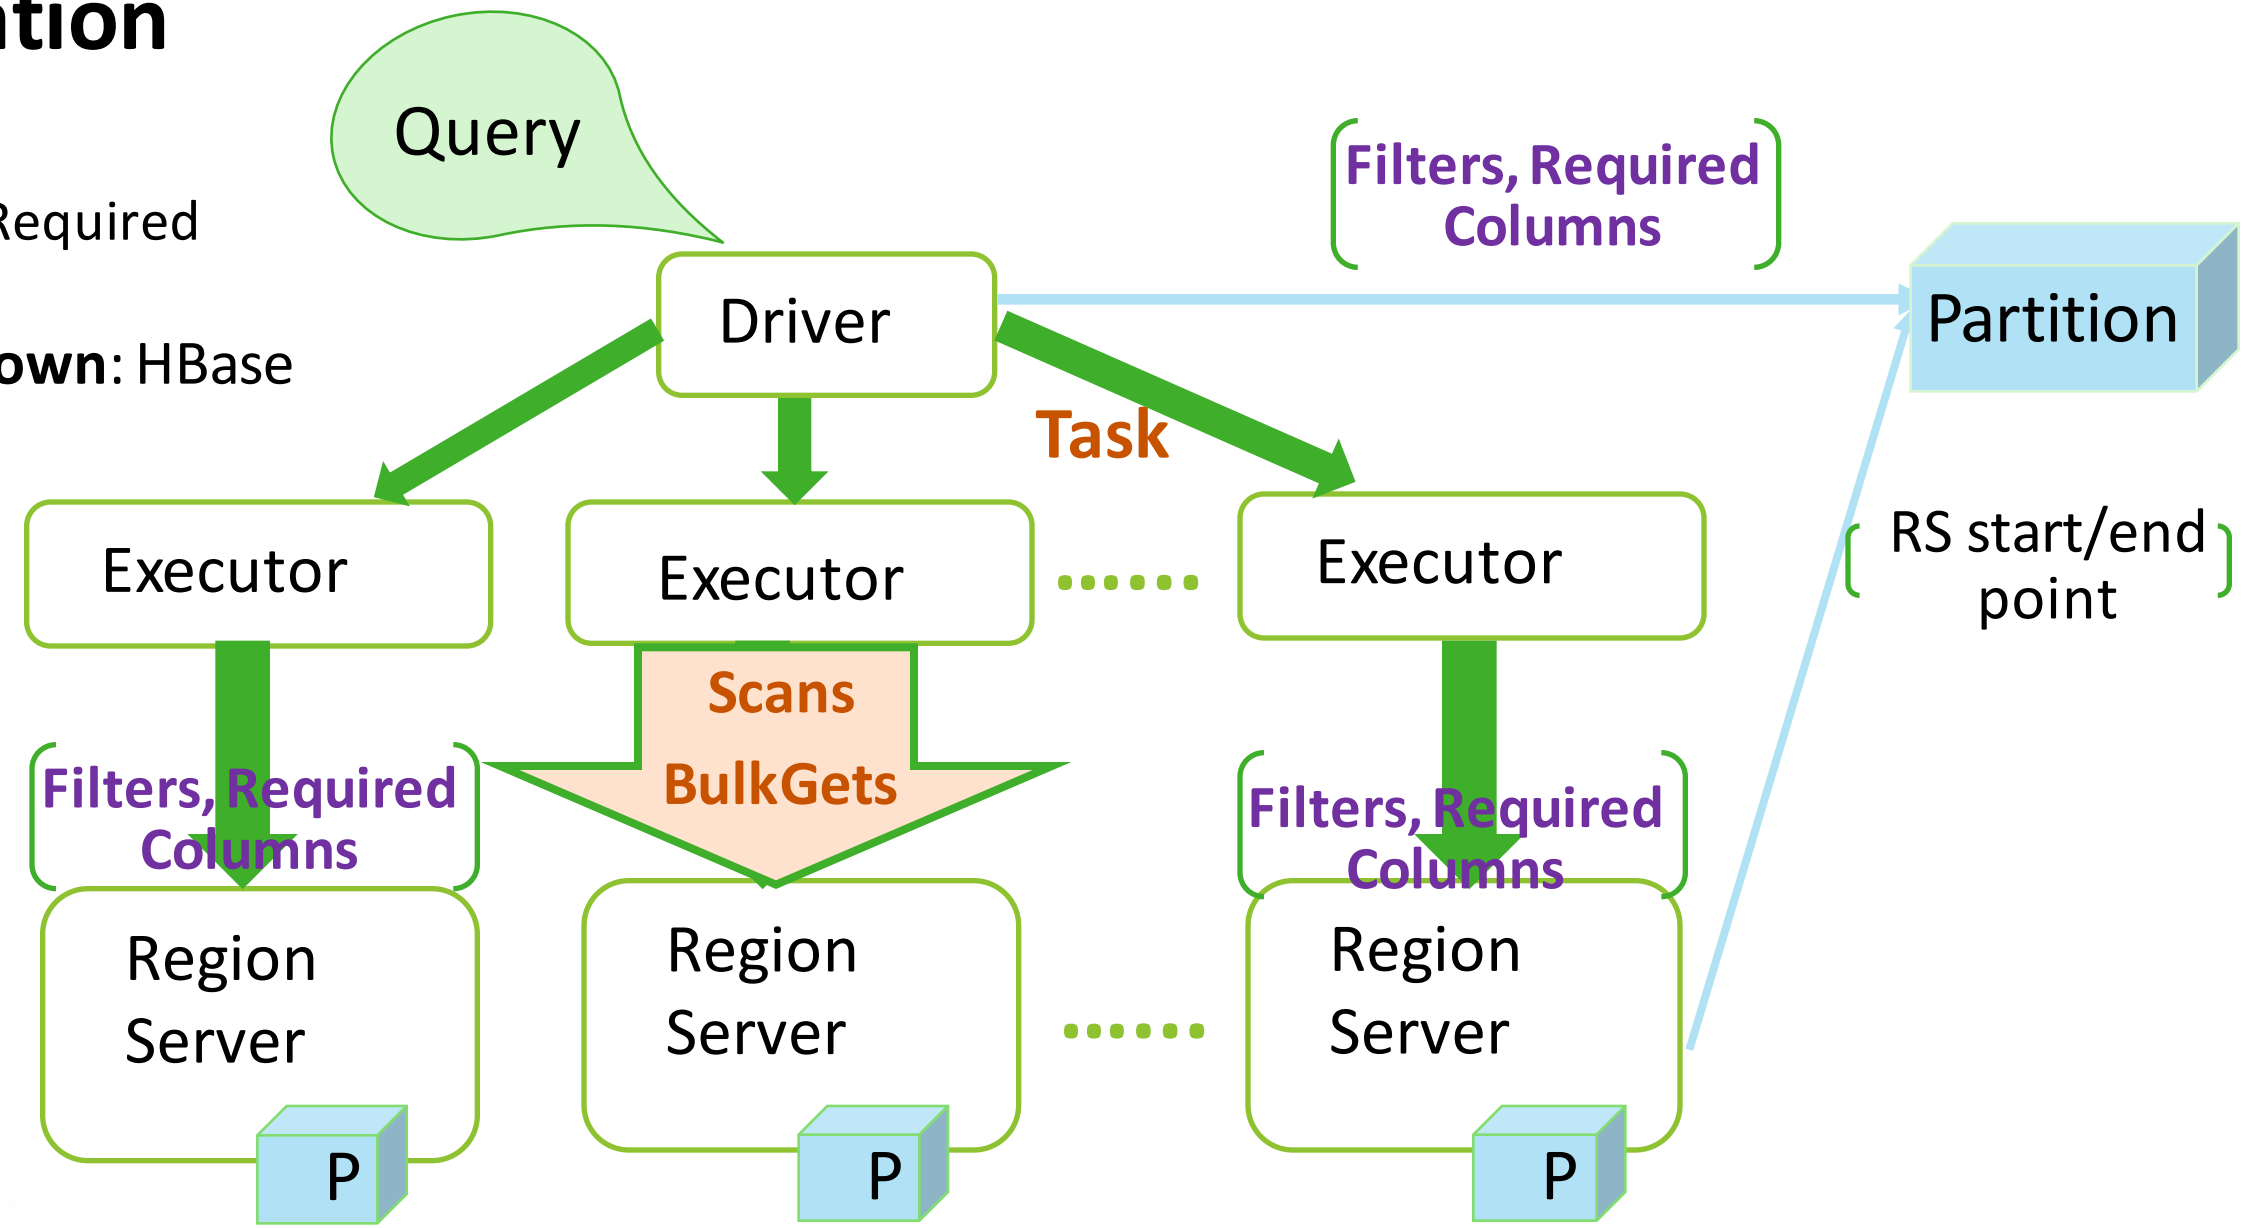 Query
Required
own: HBase
Driver
Filters, Required
Columns
Partition
Task
Executor
Executor
Executor
RS start/end
point
Filters, Required
Columns
Scans
BulkGets
Filters, Required
Columns
Region
Server
Region
Server
Region
Server
P
P
P